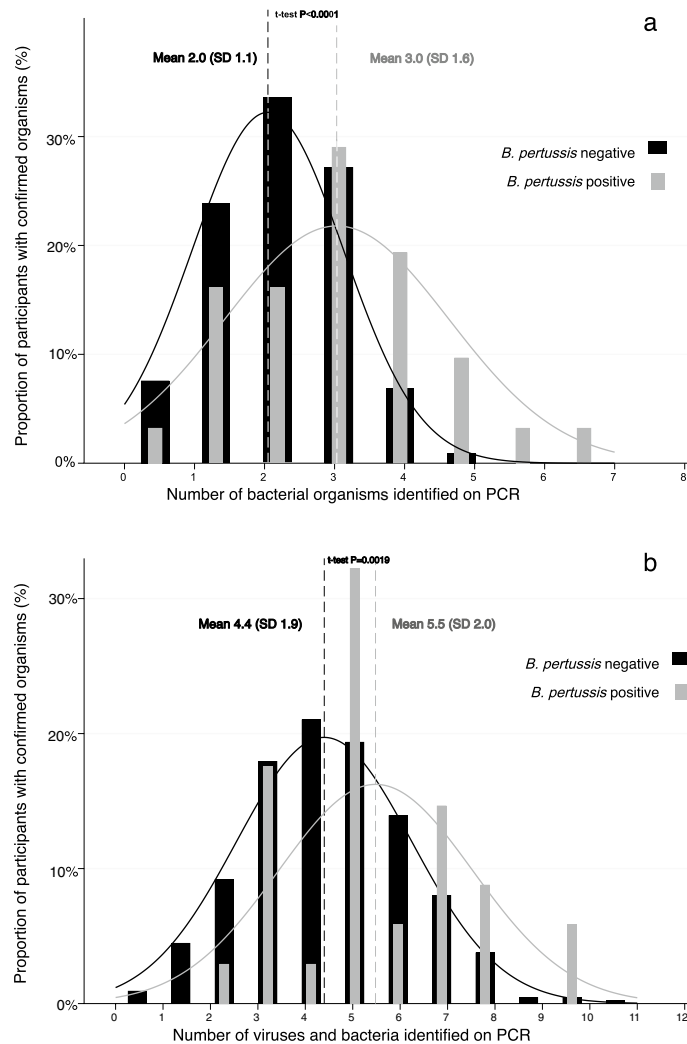 t-test P<0.0001
a
Mean 2.0 (SD 1.1)
Mean 3.0 (SD 1.6)
B. pertussis negative
B. pertussis positive
Proportion of participants with confirmed organisms (%)
30%
20%
10%
0%
0 1 2 3 4 5 6 7 8
Number of bacterial organisms identified on PCR
t-test P=0.0019
b
Mean 4.4 (SD 1.9)
Mean 5.5 (SD 2.0)
B. pertussis negative
B. pertussis positive
Proportion of participants with confirmed organisms (%)
30%
20%
10%
0%
0 1 2 3 4 5 6 7 8 9 10 11 12
Number of viruses and bacteria identified on PCR